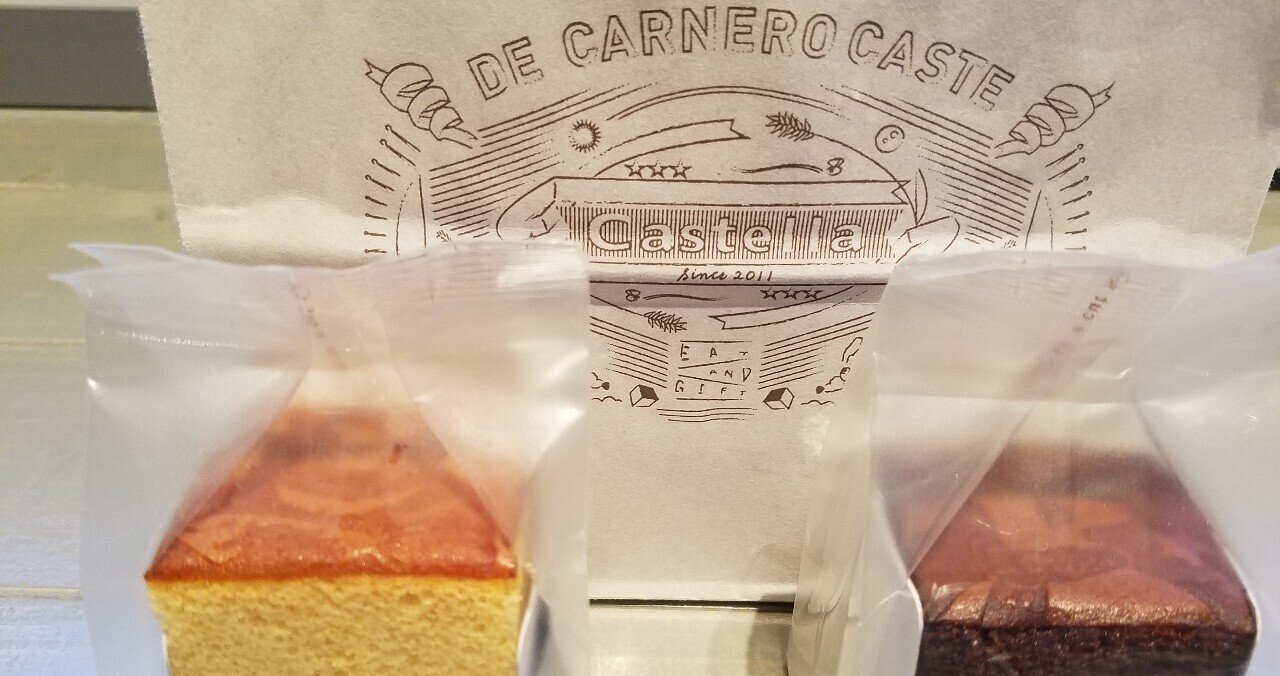 DE CARNERO CASTE
Castella
since 2011
EAT
AND
GIFT